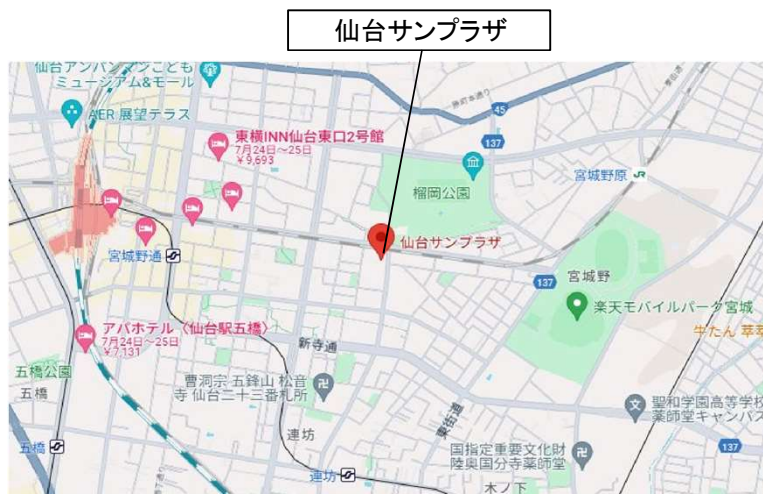 仙台サンプラザ
仙台アンパンマンこども
ミュージアム&モール
AER 展望テラス
東横INN仙台東口2号館
7月24日~25日
¥9,693
45
137
宮城野原
JR
榴岡公園
仙台サンプラザ
宮城野通
137
宮城野
楽天モバイルパーク宮城
牛たん 萃萃
アパホテル〈仙台駅五橋〉
7月24日~25日
¥7,131
新寺通
五橋公園
五橋
曹洞宗 五鋒山 松音
寺 仙台三十三番札所
聖和学園高等学校
薬師堂キャンパス
東街道
連坊
国指定重要文化財
陸奥国分寺薬師堂
137
五橋
連坊
木ノ下